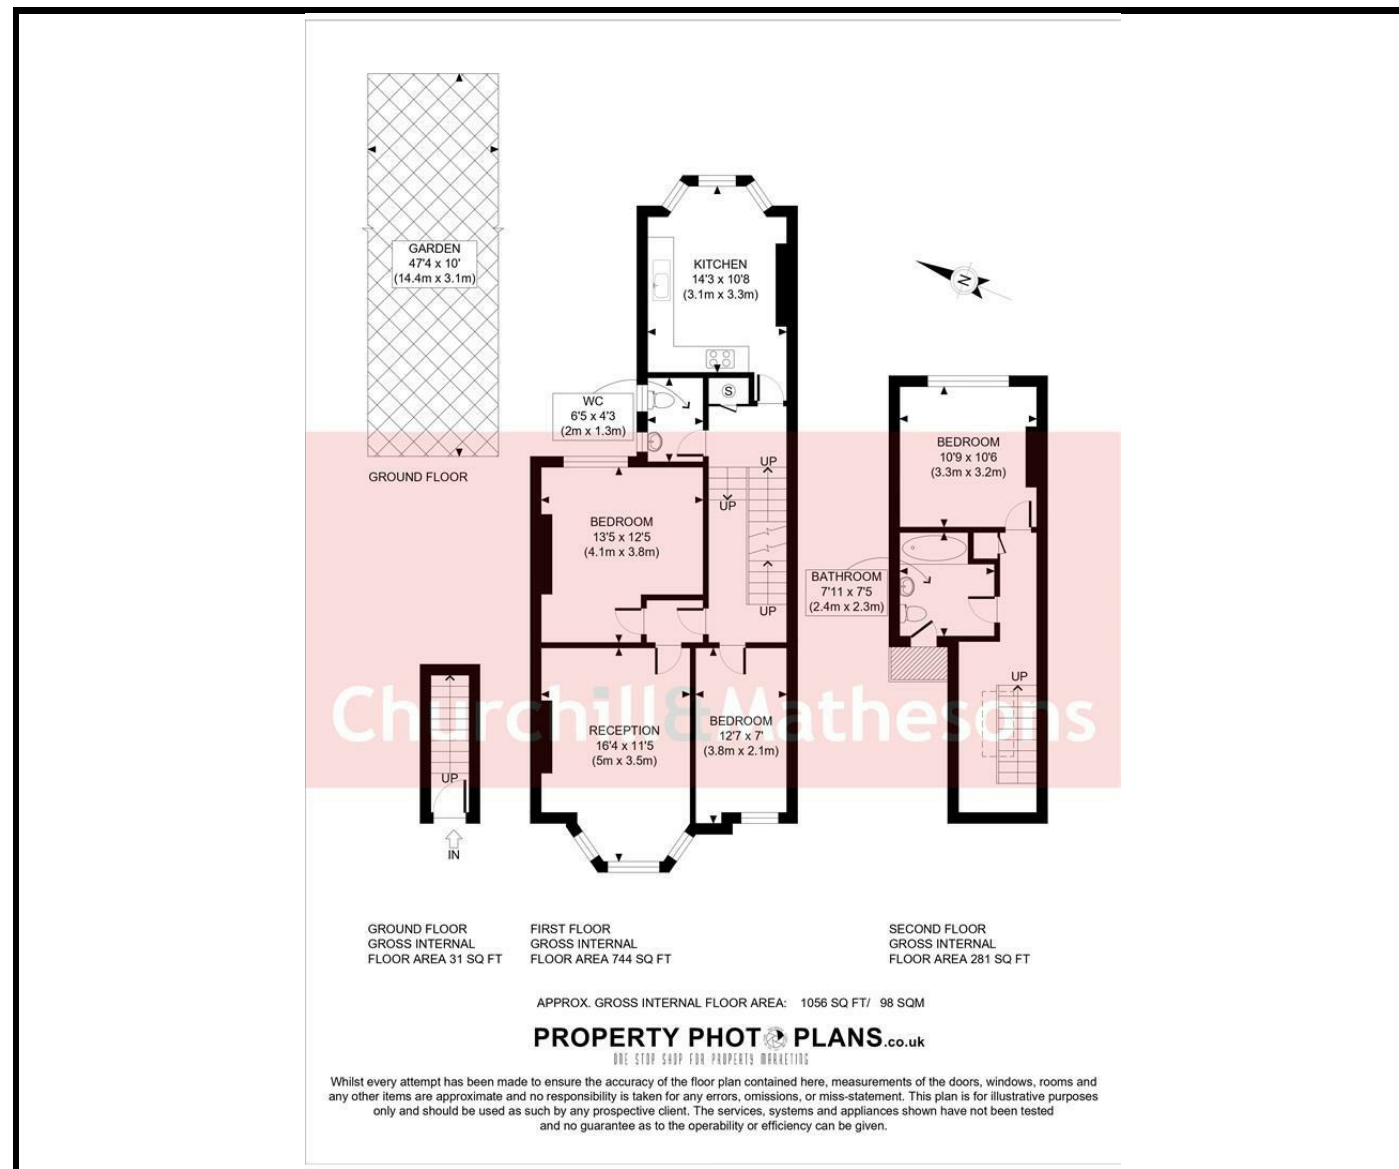 GARDEN
47'4 x 10'
(14.4m x 3.1m)
GROUND FLOOR
KITCHEN
14'3 x 10'8
(3.1m x 3.3m)
N
S
WC
6'5 x 4'3
(2m x 1.3m)
UP
UP
BEDROOM
13'5 x 12'5
(4.1m x 3.8m)
UP
BEDROOM
10'9 x 10'6
(3.3m x 3.2m)
BATHROOM
7'11 x 7'5
(2.4m x 2.3m)
UP
Churchill&Mathesons
RECEPTION
16'4 x 11'5
(5m x 3.5m)
BEDROOM
12'7 x 7'
(3.8m x 2.1m)
UP
IN
GROUND FLOOR
GROSS INTERNAL
FLOOR AREA 31 SQ FT
FIRST FLOOR
GROSS INTERNAL
FLOOR AREA 744 SQ FT
SECOND FLOOR
GROSS INTERNAL
FLOOR AREA 281 SQ FT
APPROX. GROSS INTERNAL FLOOR AREA: 1056 SQ FT/ 98 SQM
PROPERTY PHOTO PLANS.co.uk
ONE STOP SHOP FOR PROPERTY MARKETING
Whilst every attempt has been made to ensure the accuracy of the floor plan contained here, measurements of the doors, windows, rooms and
any other items are approximate and no responsibility is taken for any errors, omissions, or miss-statement. This plan is for illustrative purposes
only and should be used as such by any prospective client. The services, systems and appliances shown have not been tested
and no guarantee as to the operability or efficiency can be given.